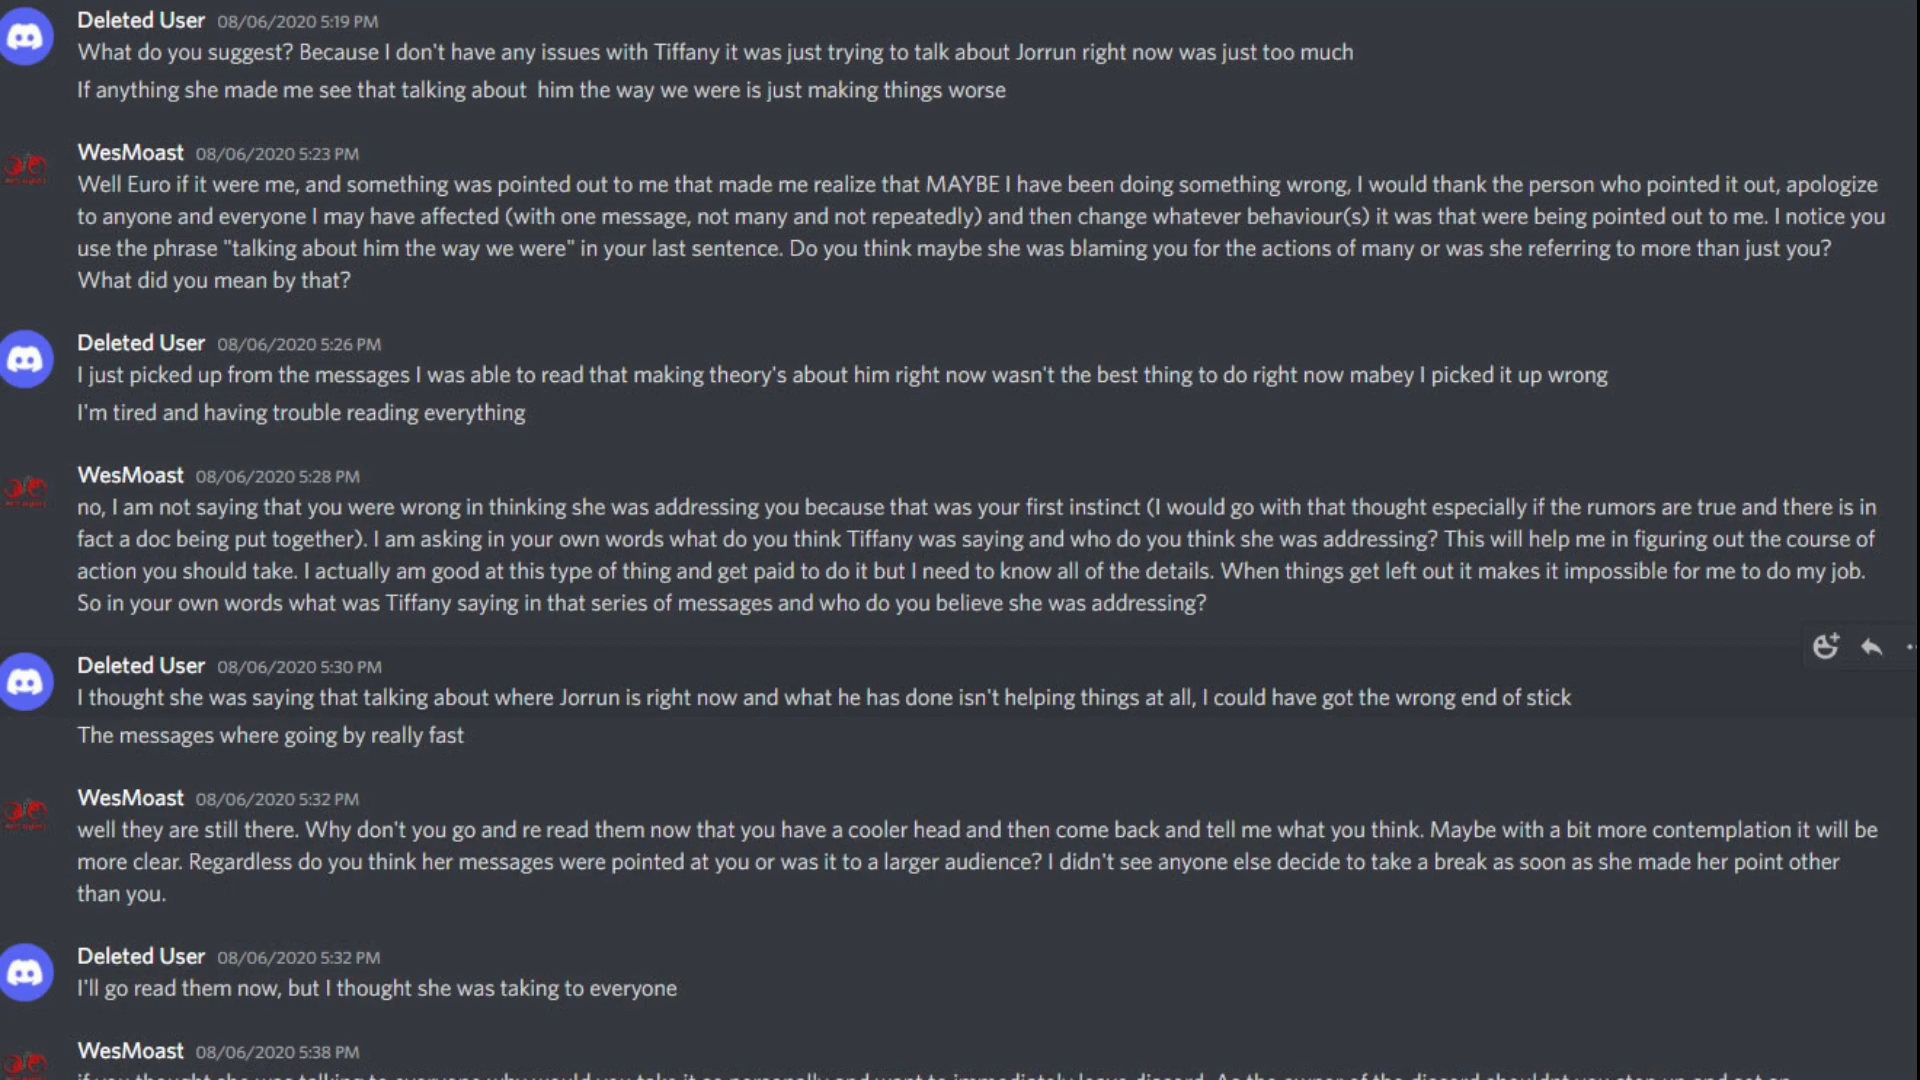 Deleted User 08/06/2020 5:19 PM
What do you suggest? Because I don't have any issues with Tiffany it was just trying to talk about Jorrun right now was just too much
If anything she made me see that talking about  him the way we were is just making things worse
WesMoast 08/06/2020 5:23 PM
Well Euro if it were me, and something was pointed out to me that made me realize that MAYBE I have been doing something wrong, I would thank the person who pointed it out, apologize
to anyone and everyone I may have affected (with one message, not many and not repeatedly) and then change whatever behaviour(s) it was that were being pointed out to me. I notice you
use the phrase "talking about him the way we were" in your last sentence. Do you think maybe she was blaming you for the actions of many or was she referring to more than just you?
What did you mean by that?
Deleted User 08/06/2020 5:26 PM
I just picked up from the messages I was able to read that making theory's about him right now wasn't the best thing to do right now mabey I picked it up wrong
I'm tired and having trouble reading everything
WesMoast 08/06/2020 5:28 PM
no, I am not saying that you were wrong in thinking she was addressing you because that was your first instinct (I would go with that thought especially if the rumors are true and there is in
fact a doc being put together). I am asking in your own words what do you think Tiffany was saying and who do you think she was addressing? This will help me in figuring out the course of
action you should take. I actually am good at this type of thing and get paid to do it but I need to know all of the details. When things get left out it makes it impossible for me to do my job.
So in your own words what was Tiffany saying in that series of messages and who do you believe she was addressing?
Deleted User 08/06/2020 5:30 PM
I thought she was saying that talking about where Jorrun is right now and what he has done isn't helping things at all, I could have got the wrong end of stick
The messages where going by really fast
WesMoast 08/06/2020 5:32 PM
well they are still there. Why don't you go and re read them now that you have a cooler head and then come back and tell me what you think. Maybe with a bit more contemplation it will be
more clear. Regardless do you think her messages were pointed at you or was it to a larger audience? I didn't see anyone else decide to take a break as soon as she made her point other
than you.
Deleted User 08/06/2020 5:32 PM
I'll go read them now, but I thought she was taking to everyone
WesMoast 08/06/2020 5:38 PM